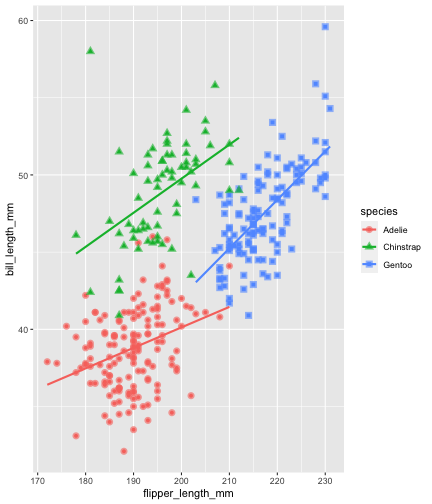 60
50
40
bill_length_mm
170 180 190 200 210 220 230
flipper_length_mm
species
Adelie
Chinstrap
Gentoo